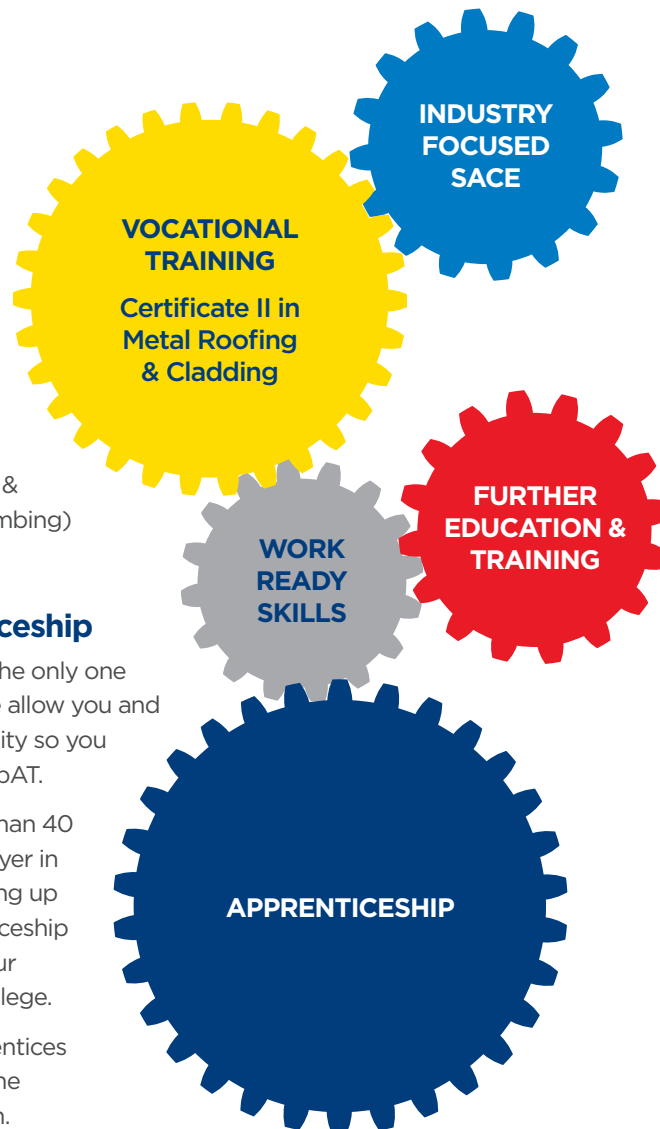 INDUSTRY
FOCUSED
SACE
VOCATIONAL
TRAINING
Certificate II in
Metal Roofing
& Cladding
FURTHER
EDUCATION &
TRAINING
WORK
READY
SKILLS
APPRENTICESHIP
&
mbing)
ceship
he only one
allow you and
ity so you
pAT.
han 40
yer in
ng up
ceship
ur
lege.
entices
ne
n.